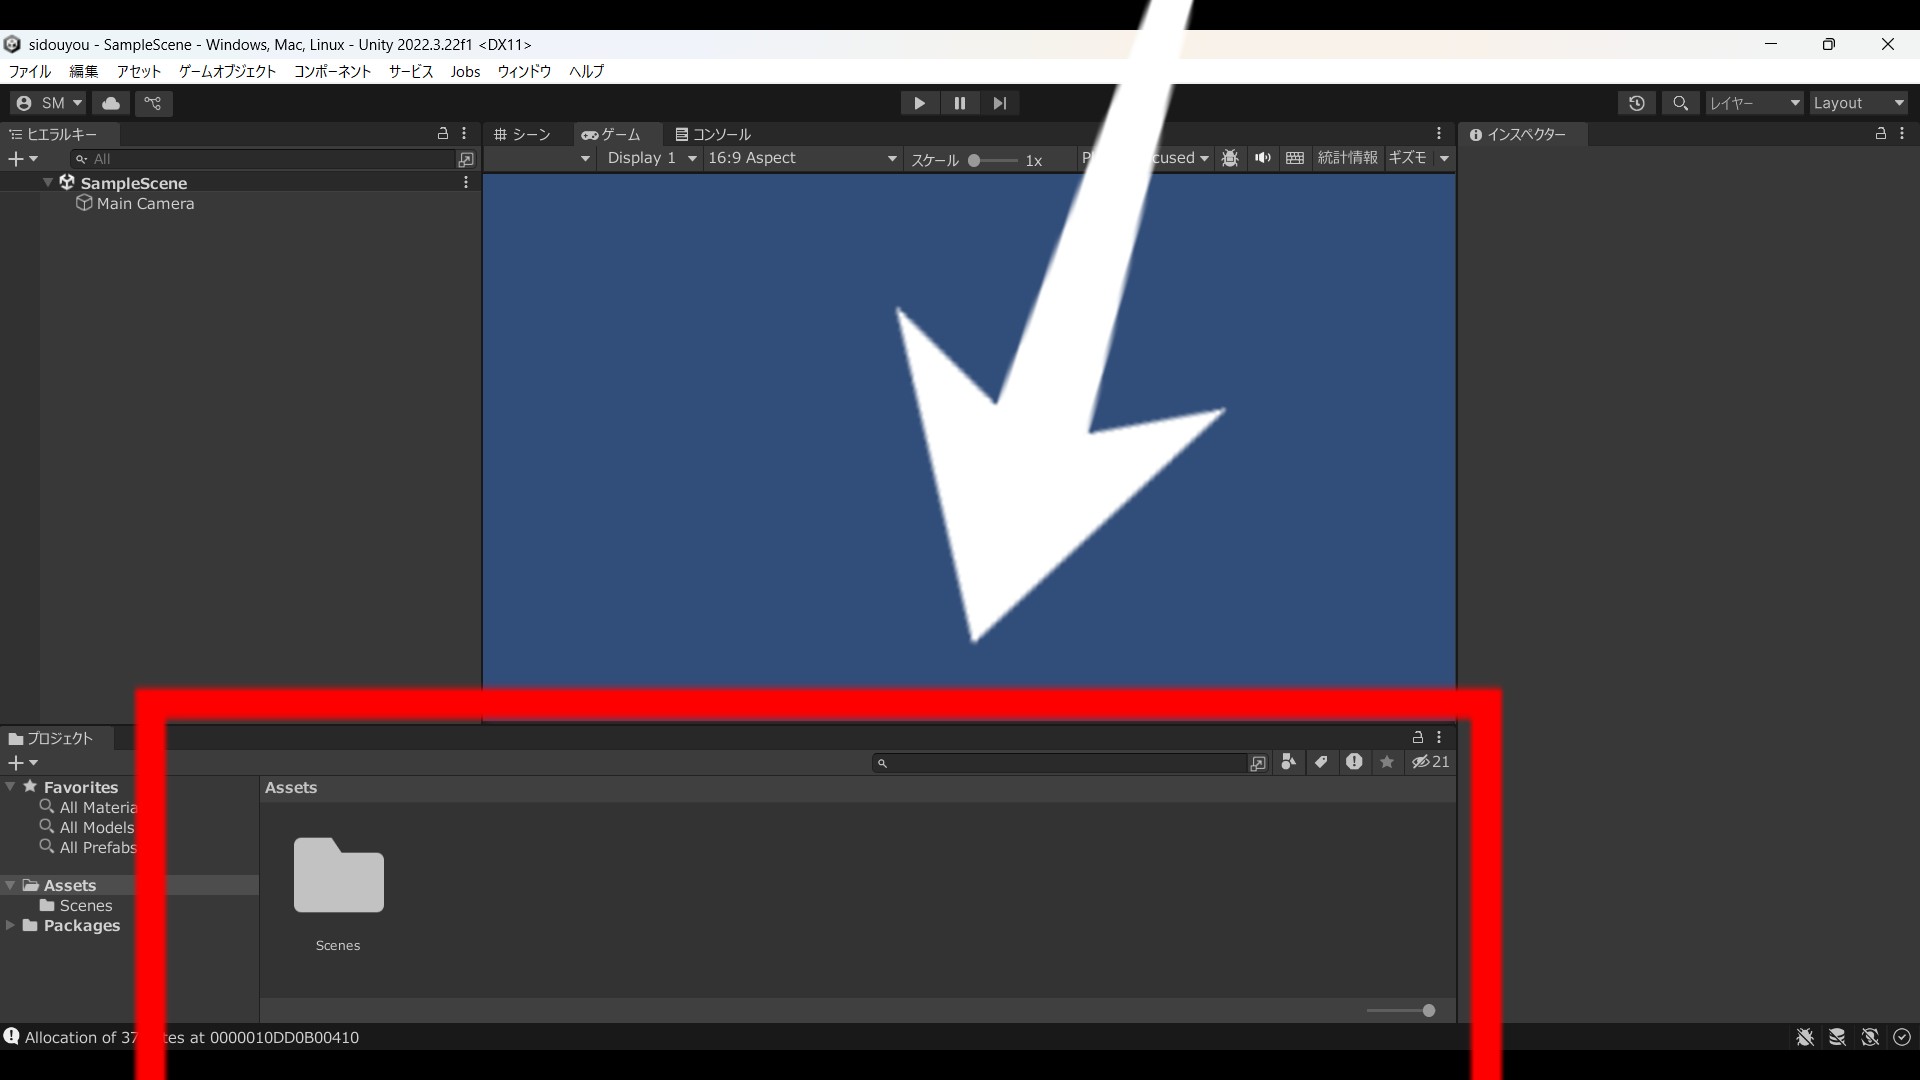 sidouyou - SampleScene - Windows, Mac, Linux - Unity 2022.3.22f1 <DX11>
ファイル 編集 アセット ゲームオブジェクト コンポーネント サービス Jobs ウィンドウ ヘルプ
SM レイヤー Layout
ヒエラルキー シーン ゲーム コンソール インスペクター
All Display 1 16:9 Aspect スケール 1x cused 統計情報 ギズモ
SampleScene
Main Camera
プロジェクト
21
Favorites Assets
All Materia
All Models
All Prefabs
Assets
Scenes
Packages
Scenes
Allocation of 37 tes at 0000010DD0B00410